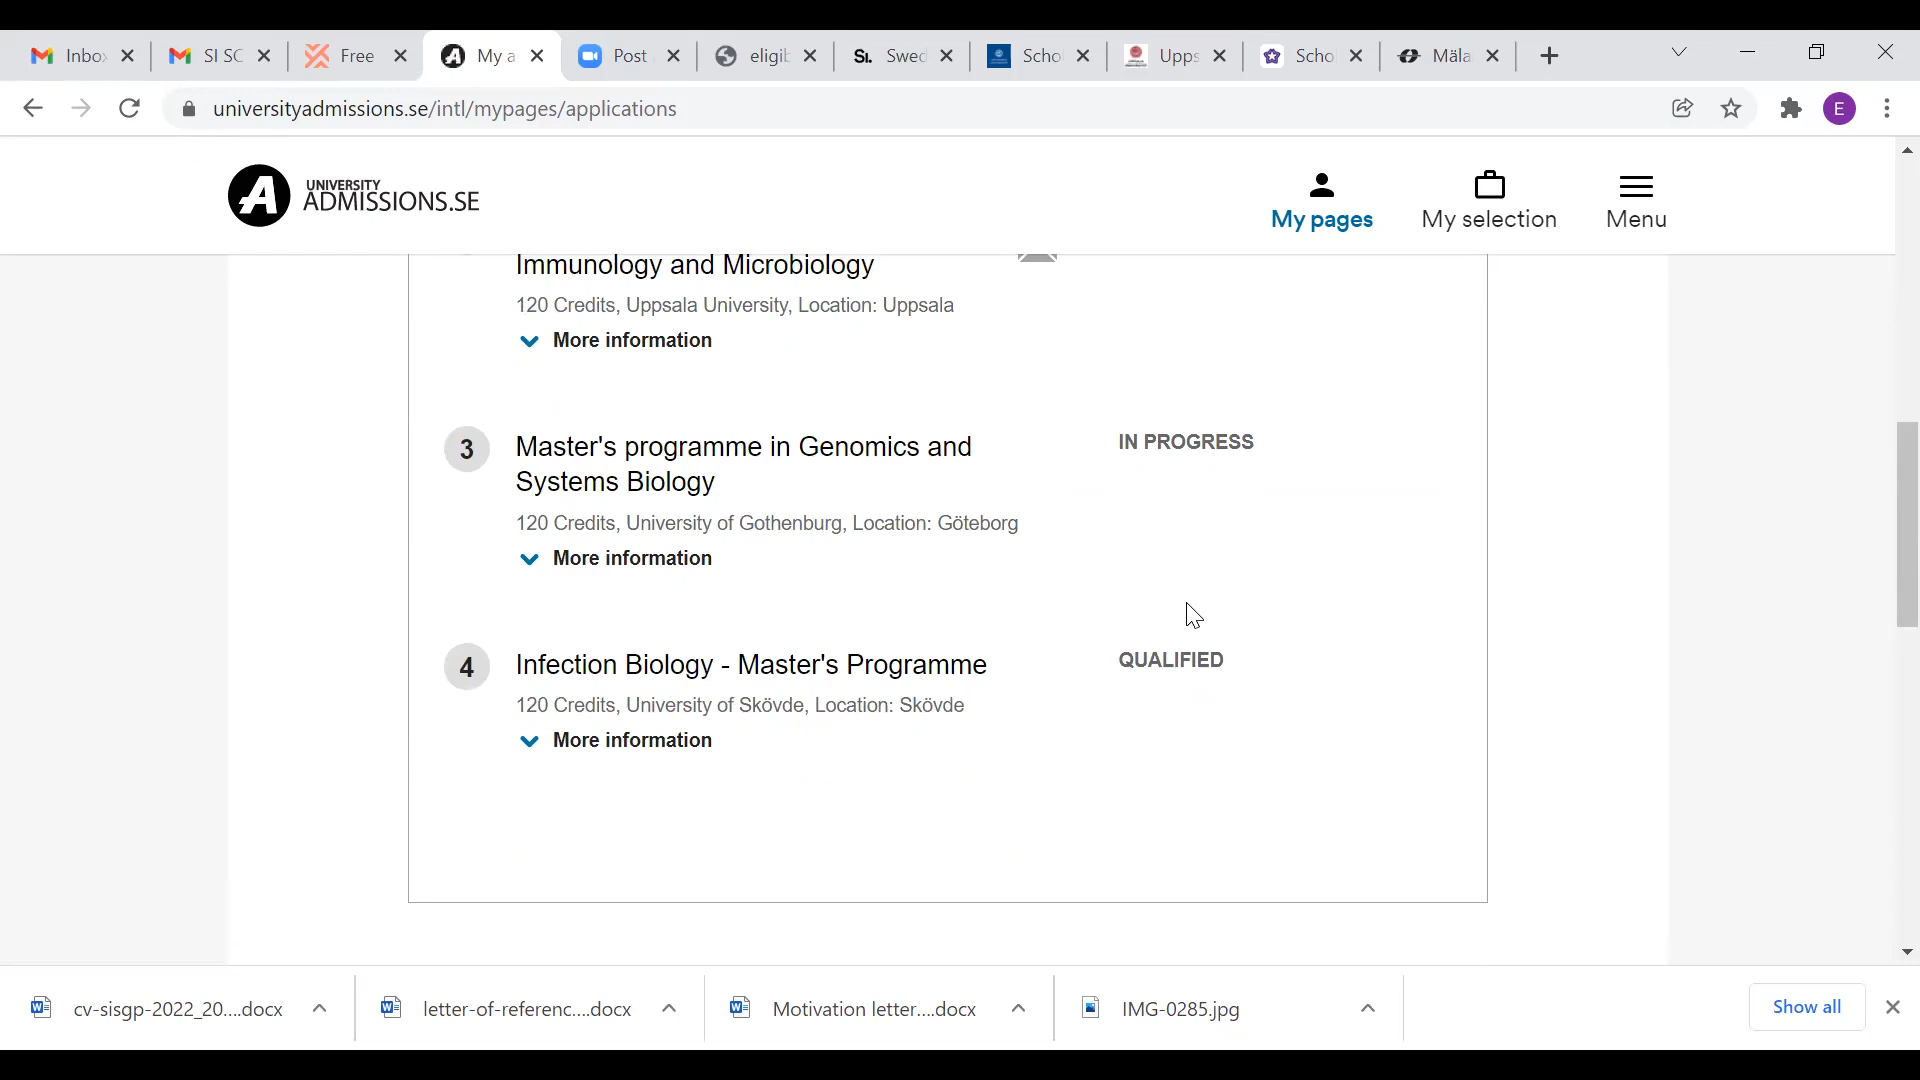 Inbo
SI SC
Free
My a
Post
eligib
SI.
Swed
Scho
Upps
Scho
Mäla
universityadmissions.se/intl/mypages/applications
E
A UNIVERSITY
ADMISSIONS.SE
My pages
My selection
Menu
Immunology and Microbiology
120 Credits, Uppsala University, Location: Uppsala
More information
3
Master's programme in Genomics and
Systems Biology
IN PROGRESS
120 Credits, University of Gothenburg, Location: Göteborg
More information
4
Infection Biology - Master's Programme
QUALIFIED
120 Credits, University of Skövde, Location: Skövde
More information
cv-sisgp-2022_20....docx
letter-of-referenc....docx
Motivation letter....docx
IMG-0285.jpg
Show all